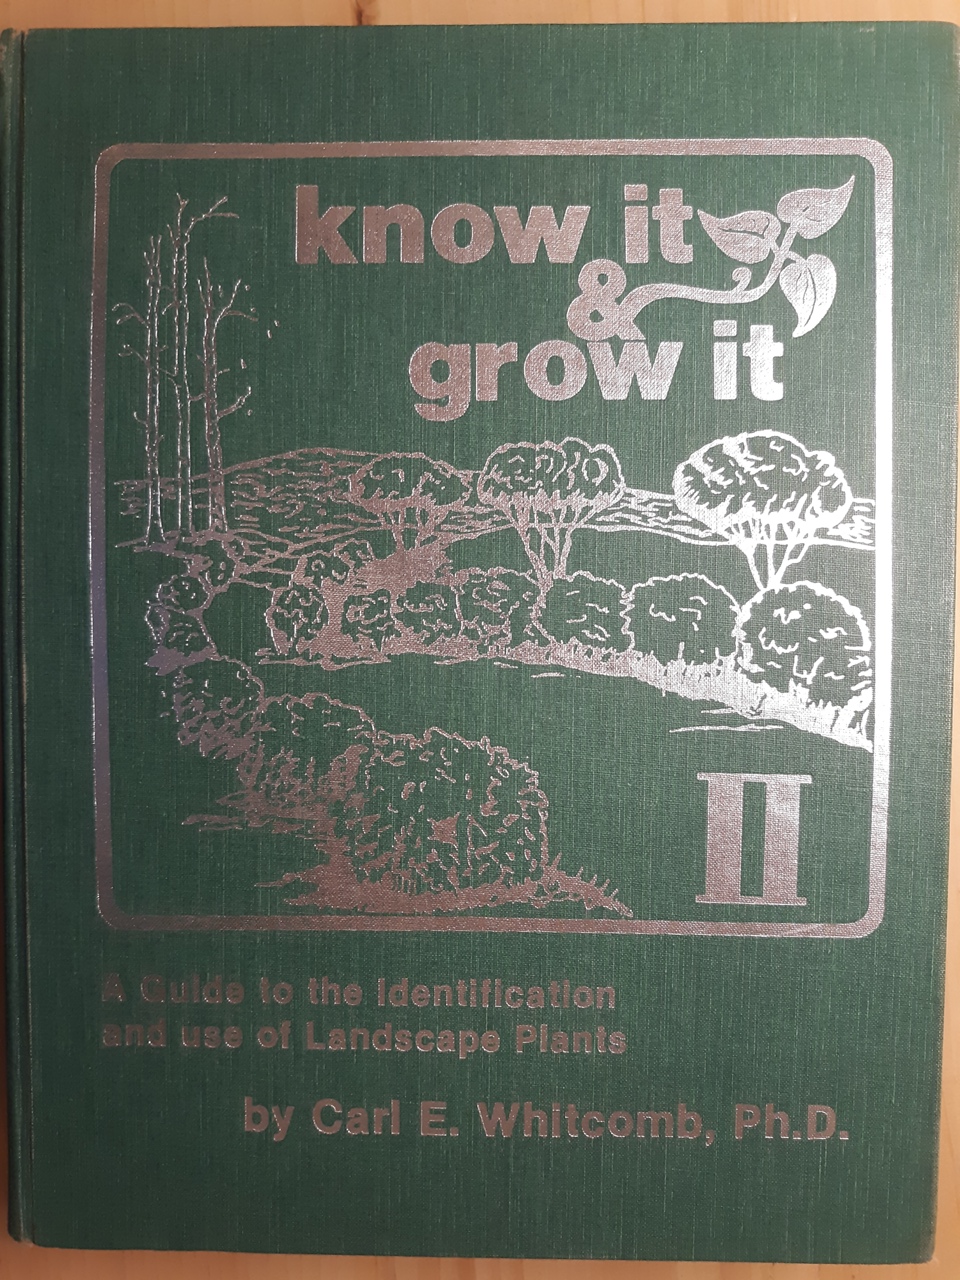 know it
&
grow it
II
A Guide to the Identification
and use of Landscape Plants
by Carl E. Whitcomb, Ph.D.